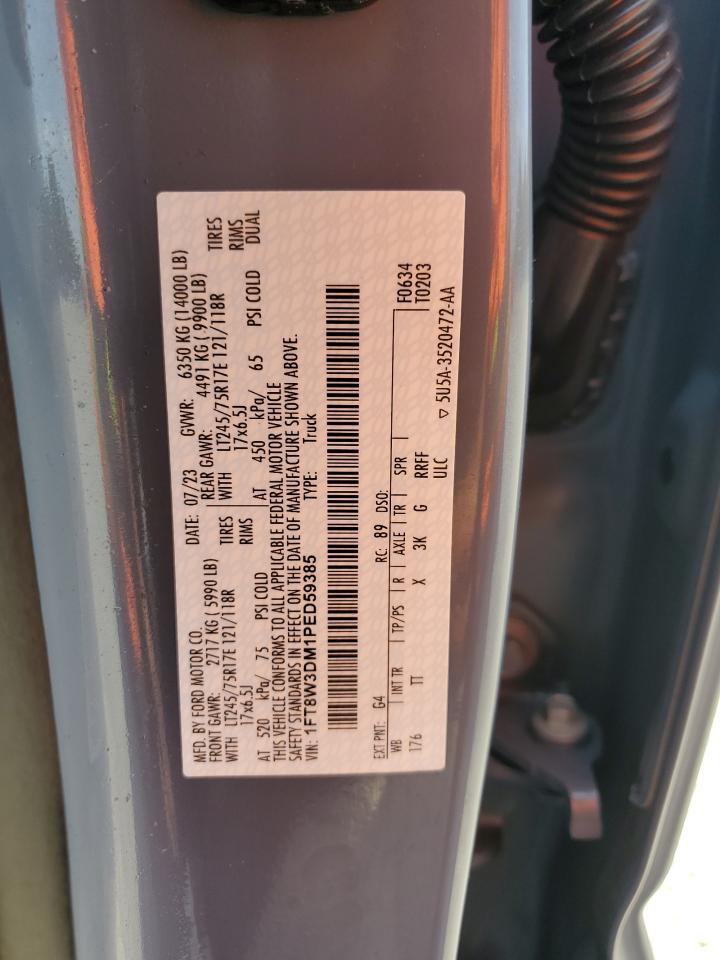 MFD. BY FORD MOTOR CO. DATE: 07/23 GVWR: 6350 KG (14000 LB)
FRONT GAWR: 2717 KG ( 5990 LB) REAR GAWR: 4491 KG ( 9900 LB)
WITH LT245/75R17E 121/118R TIRES WITH LT245/75R17E 121/118R TIRES
17x6.5J RIMS 17x6.5J RIMS
AT 520 kPa/ 75 PSI COLD AT 450 kPa/ 65 PSI COLD DUAL
THIS VEHICLE CONFORMS TO ALL APPLICABLE FEDERAL MOTOR VEHICLE
SAFETY STANDARDS IN EFFECT ON THE DATE OF MANUFACTURE SHOWN ABOVE.
VIN: 1FT8W3DM1PED59385 TYPE: Truck
EXT PNT: G4 RC: 89 DSO: F0634
WB | INT TR | TP/PS | R | AXLE | TR | SPR | T0203
176 TT X 3K G RRFF
ULC ▽ 5U5A-3520472-AA